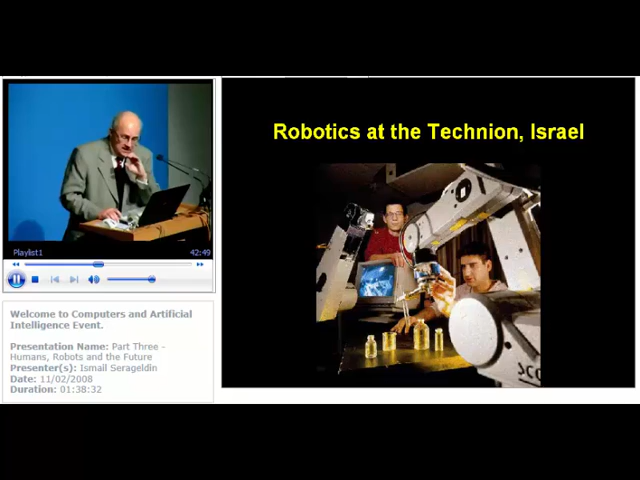 Robotics at the Technion, Israel
Playlist1
42:49
Welcome to Computers and Artificial
Intelligence Event.
Presentation Name: Part Three -
Humans, Robots and the Future
Presenter(s): Ismail Serageldin
Date: 11/02/2008
Duration: 01:38:32